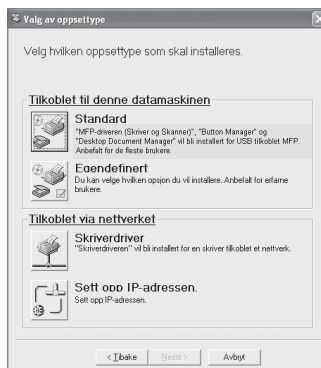 Valg av oppsettype
Velg hvilken oppsettype som skal installeres.
Tilkoblet til denne datamaskinen
Standard
"MFP-driveren (Skriver og Skanner)", "Button Manager" og
"Desktop Document Manager" vil bli installert for USB tilkoblet MFP.
Anbefalt for de fleste brukere.
Egendefinert
Du kan velge hvilken opsjon du vil installere. Anbefalt for erfarne
brukere.
Tilkoblet via nettverket
Skriverdriver
"Skriverdriveren" vil bli installert for en skriver tilkoblet et nettverk.
Sett opp IP-adressen.
Sett opp IP-adressen.
< Tibake Neste > Avbryt